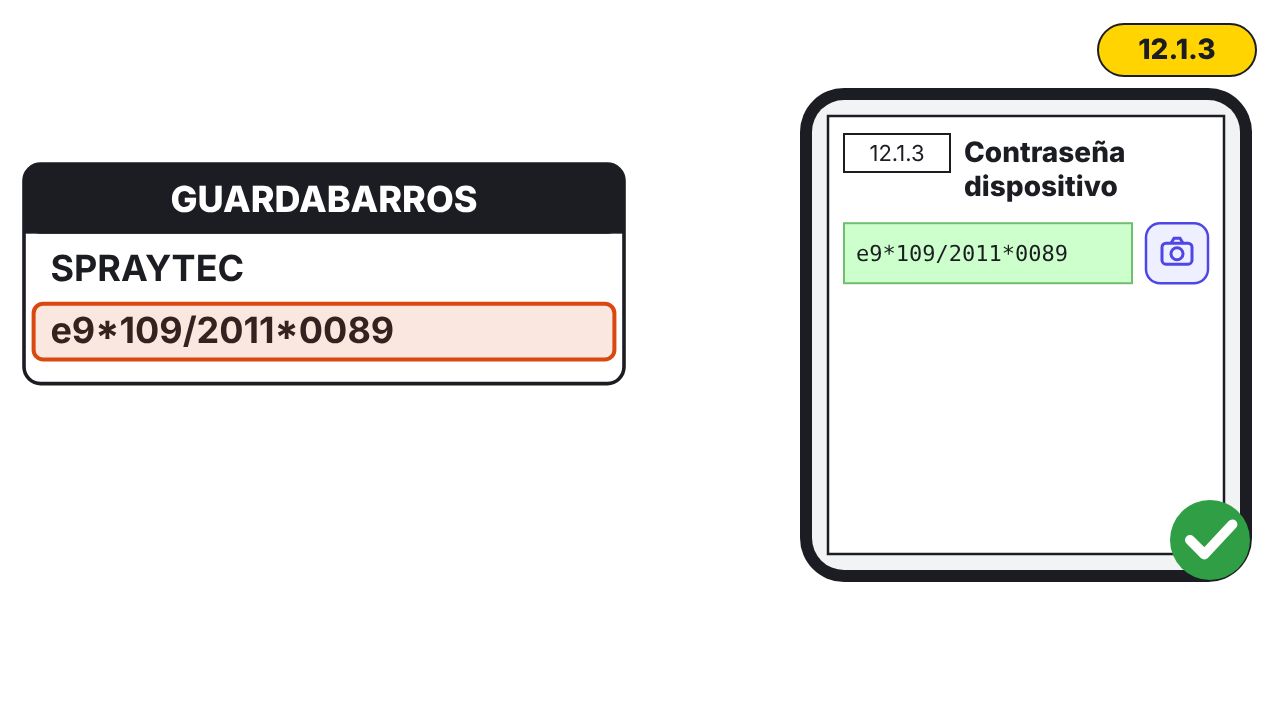 12.1.3
GUARDABARROS
SPRAYTEC
e9*109/2011*0089
12.1.3
Contraseña
dispositivo
e9*109/2011*0089